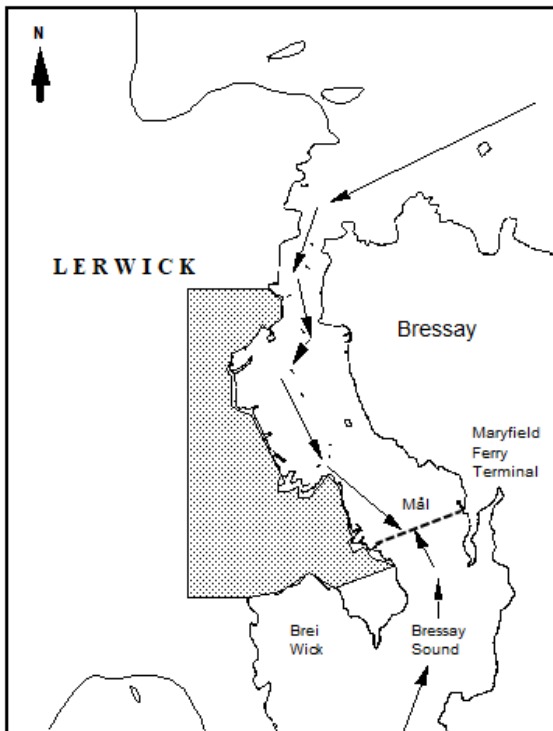 N
LERWICK
Bressay
Maryfield
Ferry
Terminal
Mål
Brei
Wick
Bressay
Sound